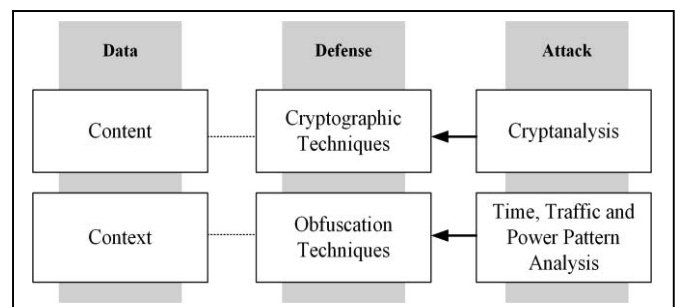 Data
Defense
Attack
Content
Cryptographic
Techniques
Cryptanalysis
Context
Obfuscation
Techniques
Time, Traffic and
Power Pattern
Analysis